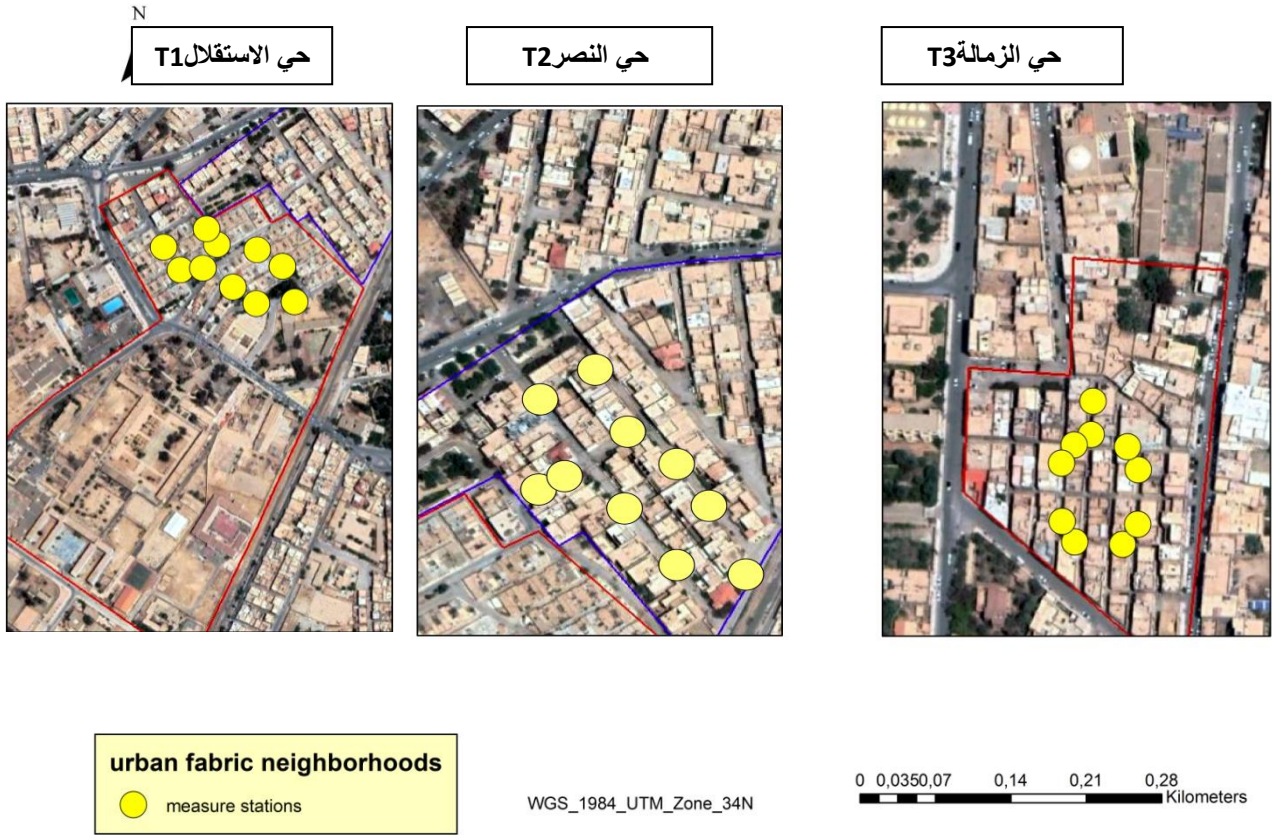 N
حي الاستقلالT1
حي النصرT2
حي الزمالةT3
urban fabric neighborhoods
measure stations
WGS_1984_UTM_Zone_34N
0 0,0350,07 0,14 0,21 0,28
Kilometers